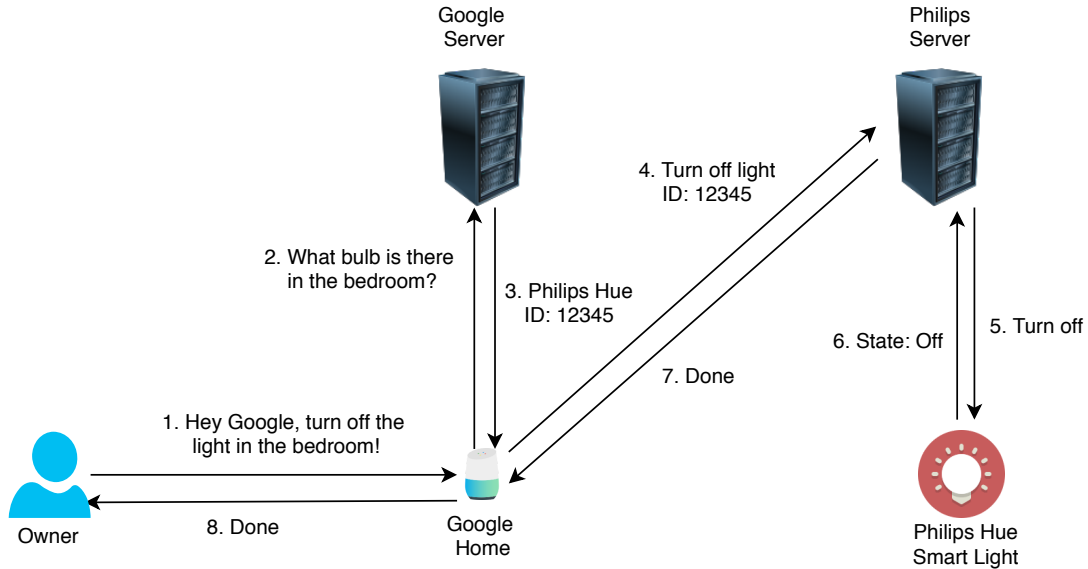 Google
Server
Philips
Server
4. Turn off light
ID: 12345
2. What bulb is there
in the bedroom?
3. Philips Hue
ID: 12345
6. State: Off
5. Turn off
7. Done
1. Hey Google, turn off the
light in the bedroom!
8. Done
Owner
Google
Home
Philips Hue
Smart Light